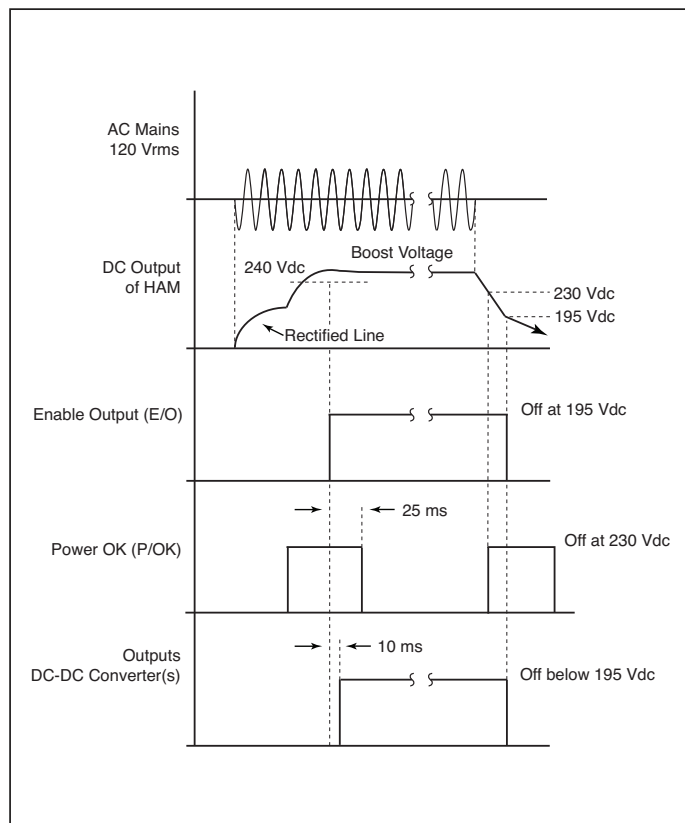 AC Mains
120 Vrms
Boost Voltage
DC Output
of HAM
240 Vdc
230 Vdc
195 Vdc
Rectified Line
Enable Output (E/O)
Off at 195 Vdc
25 ms
Power OK (P/OK)
Off at 230 Vdc
10 ms
Outputs
DC-DC Converter(s)
Off below 195 Vdc